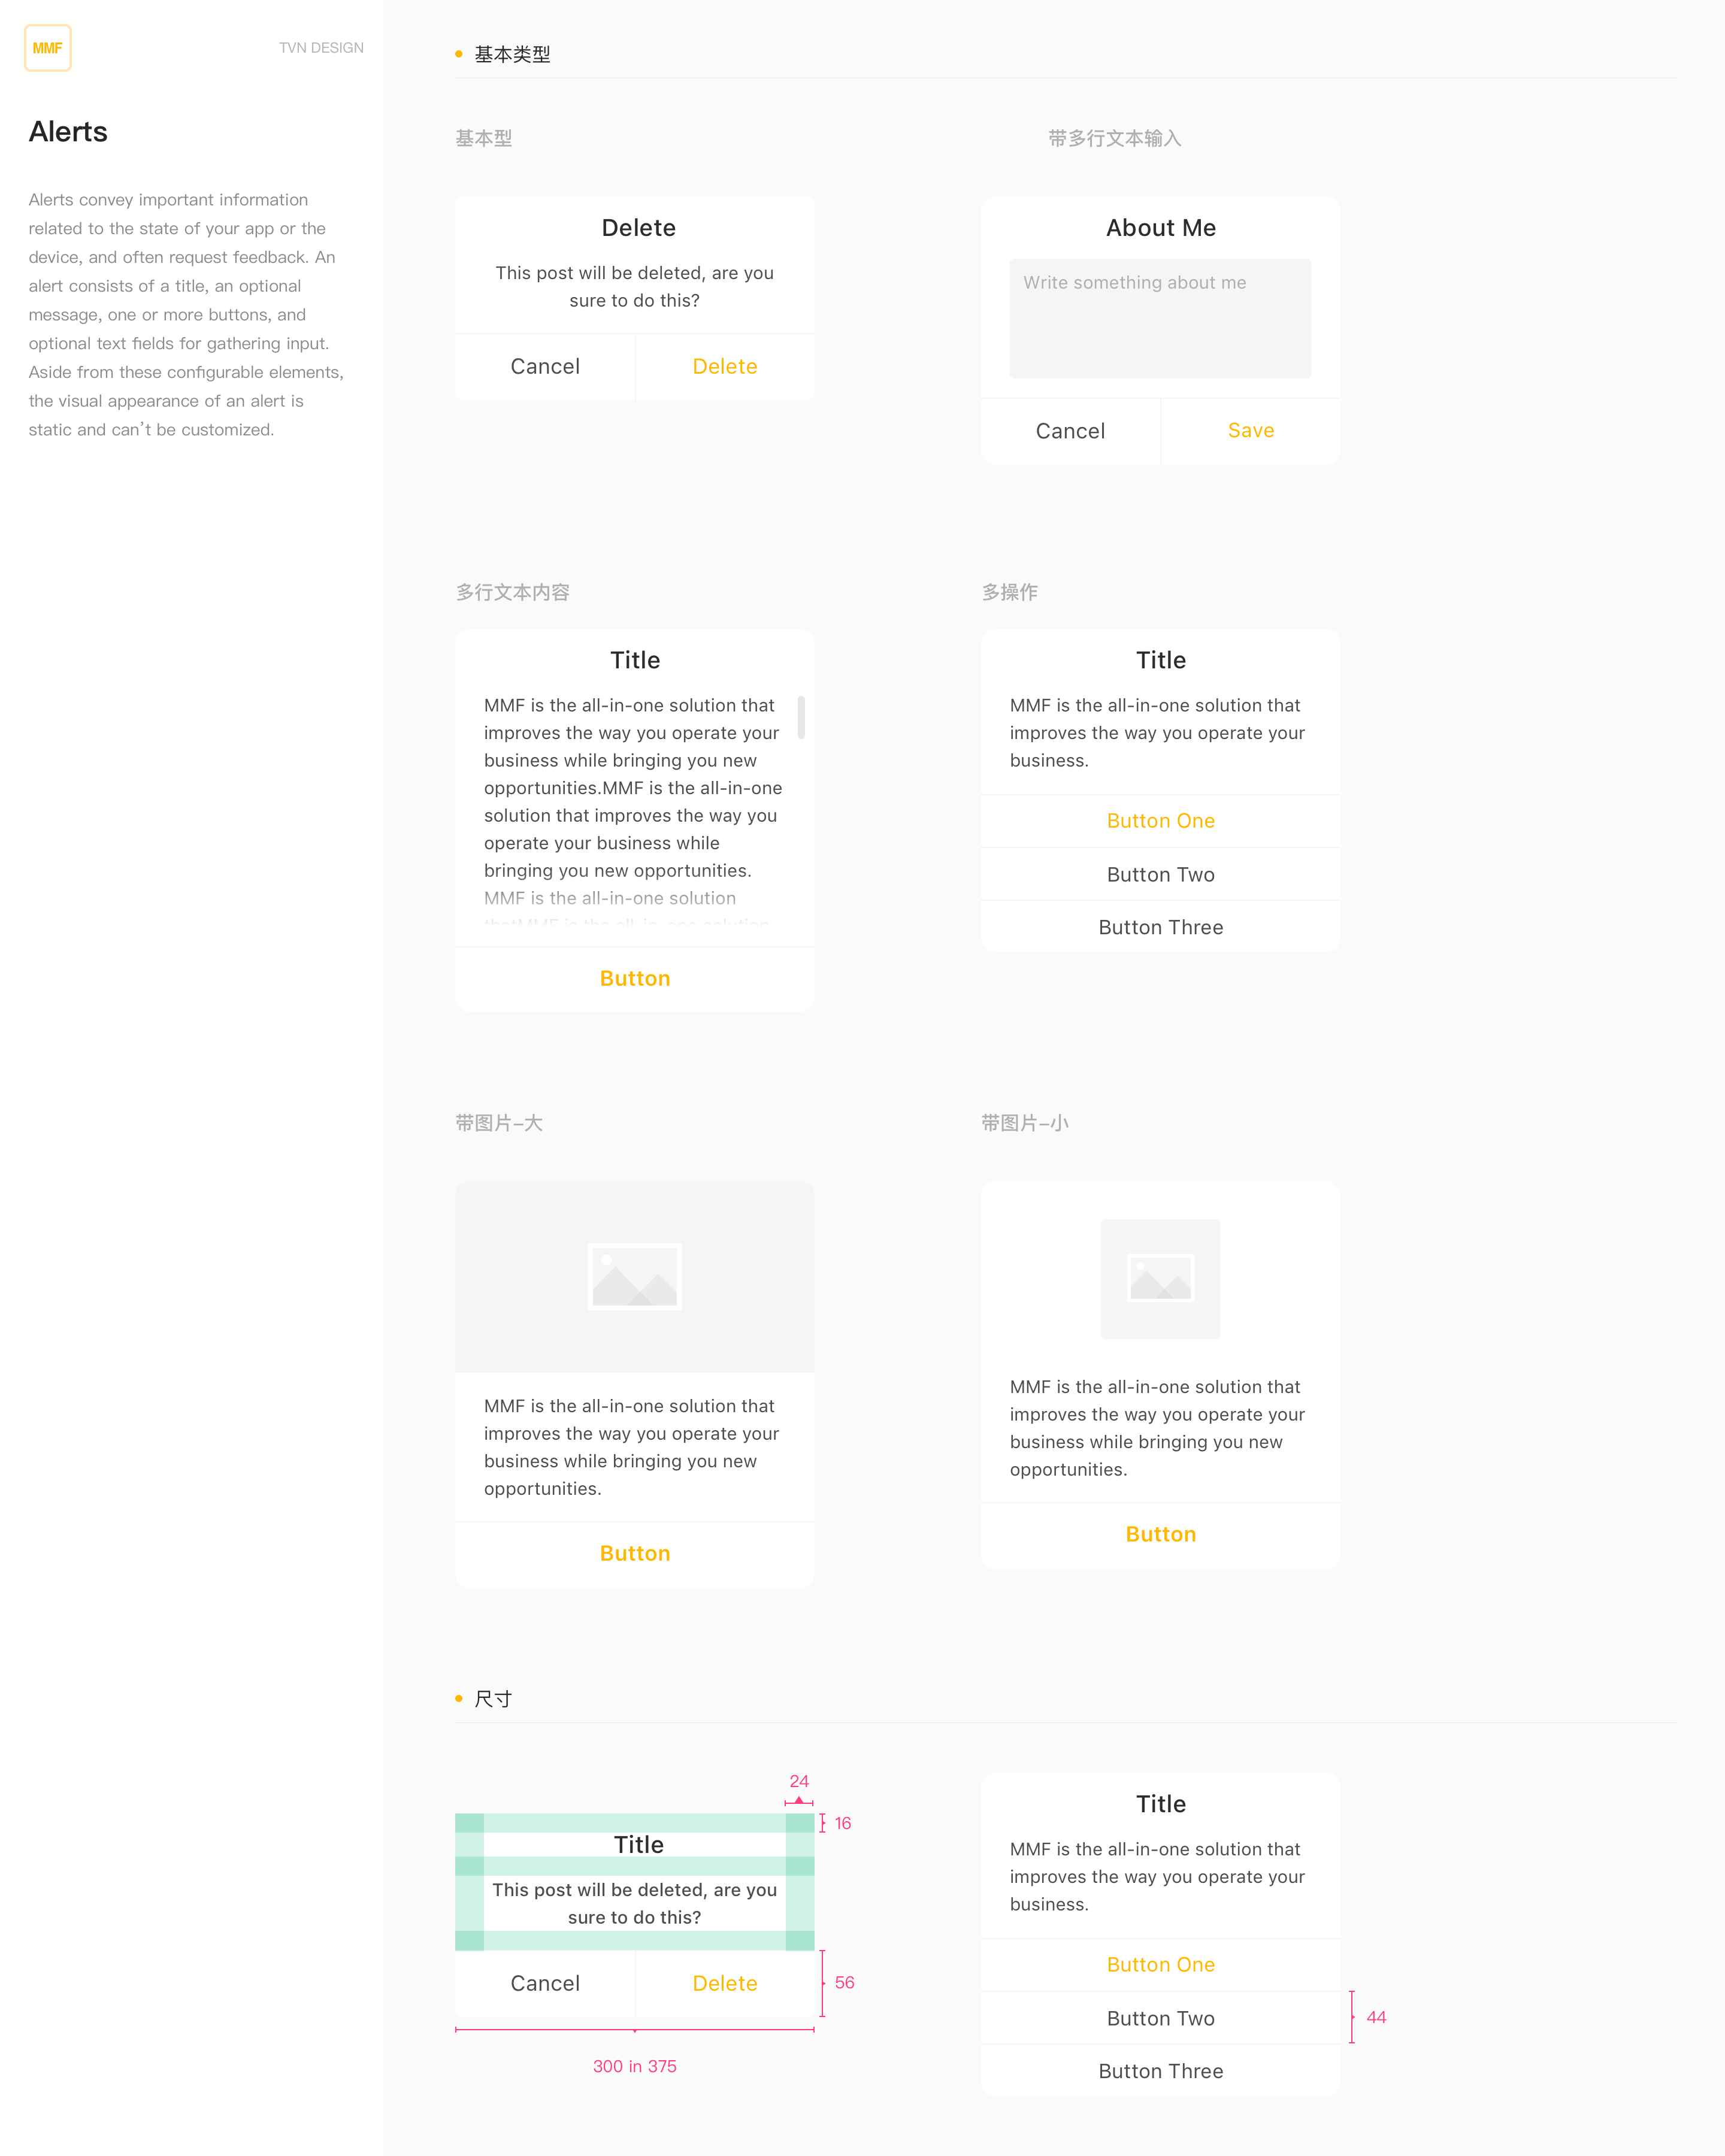 MMF
TVN DESIGN
Alerts
Alerts convey important information
related to the state of your app or the
device, and often request feedback. An
alert consists of a title, an optional
message, one or more buttons, and
optional text fields for gathering input.
Aside from these configurable elements,
the visual appearance of an alert is
static and can’t be customized.
基本类型
基本型
Delete
This post will be deleted, are you
sure to do this?
Cancel
Delete
带多行文本输入
About Me
Write something about me
Cancel
Save
多行文本内容
Title
MMF is the all-in-one solution that
improves the way you operate your
business while bringing you new
opportunities.MMF is the all-in-one
solution that improves the way you
operate your business while
bringing you new opportunities.
MMF is the all-in-one solution
thatMMF is the all-in-one solution
Button
多操作
Title
MMF is the all-in-one solution that
improves the way you operate your
business.
Button One
Button Two
Button Three
带图片-大
MMF is the all-in-one solution that
improves the way you operate your
business while bringing you new
opportunities.
Button
带图片-小
MMF is the all-in-one solution that
improves the way you operate your
business while bringing you new
opportunities.
Button
尺寸
24
16
Title
This post will be deleted, are you
sure to do this?
Cancel
Delete
56
300 in 375
Title
MMF is the all-in-one solution that
improves the way you operate your
business.
Button One
Button Two
44
Button Three